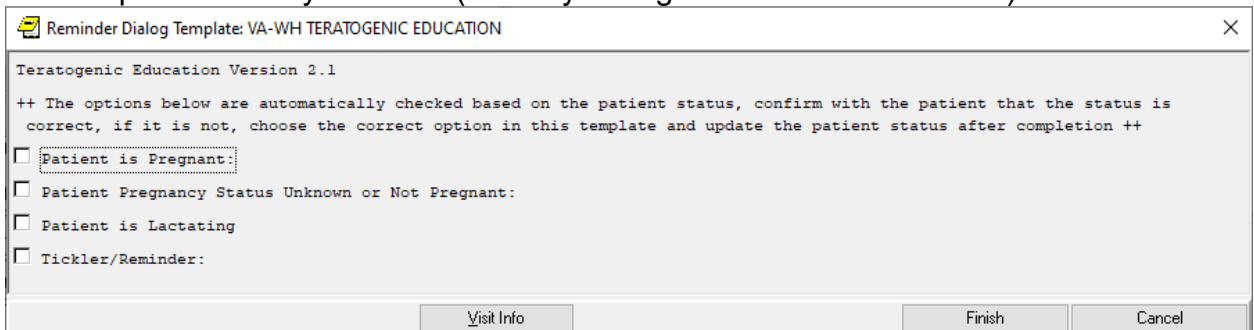 Reminder Dialog Template: VA-WH TERATOGENIC EDUCATION
Teratogenic Education Version 2.1
++ The options below are automatically checked based on the patient status, confirm with the patient that the status is
correct, if it is not, choose the correct option in this template and update the patient status after completion ++
Patient is Pregnant:
Patient Pregnancy Status Unknown or Not Pregnant:
Patient is Lactating
Tickler/Reminder:
Visit Info Finish Cancel